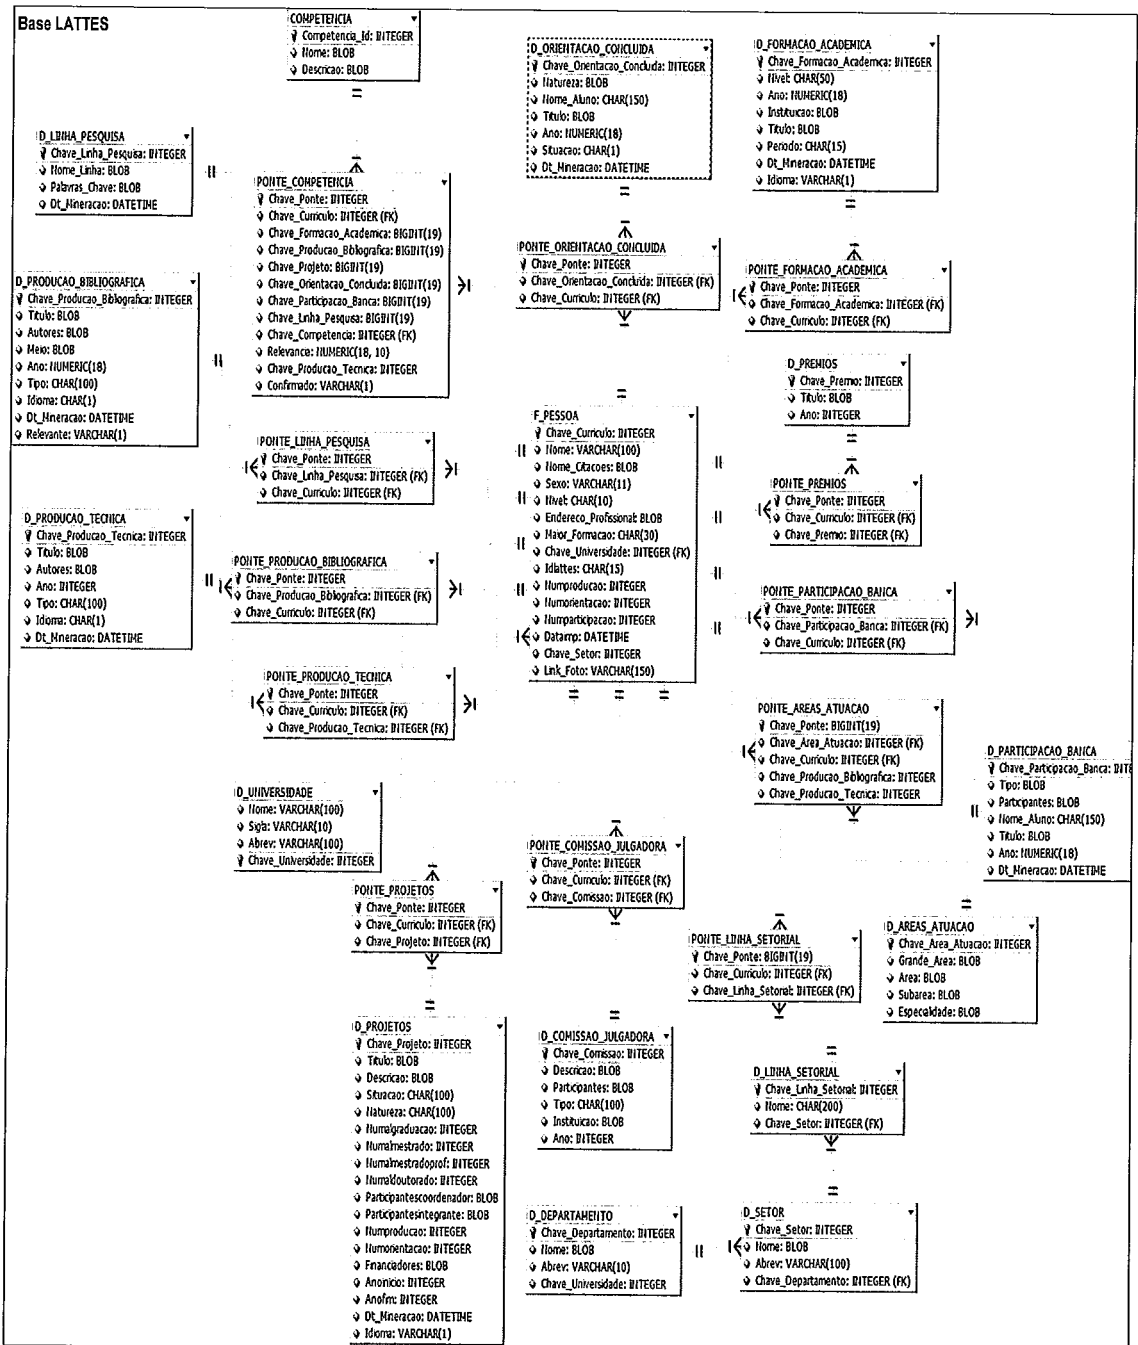 Base LATTES
COMPETENCIA
Competencia_Id: INTEGER
Nome: BLOB
Descricao: BLOB
D_ORIENTACAO_CONCLUIDA
Chave_Orientacao_Concluida: INTEGER
Natureza: BLOB
Nome_Aluno: CHAR(150)
Titulo: BLOB
Ano: NUMERIC(18)
Situacao: CHAR(1)
Dt_Mineracao: DATETIME
D_FORMACAO_ACADEMICA
Chave_Formacao_Academica: INTEGER
Nivel: CHAR(50)
Ano: NUMERIC(18)
Instituicao: BLOB
Titulo: BLOB
Periodo: CHAR(15)
Dt_Mineracao: DATETIME
Idioma: VARCHAR(1)
D_LINHA_PESQUISA
Chave_Linha_Pesquisa: INTEGER
Nome_Linha: BLOB
Palavras_Chave: BLOB
Dt_Mineracao: DATETIME
PONTE_COMPETENCIA
Chave_Ponte: INTEGER
Chave_Curriculo: INTEGER (FK)
Chave_Formacao_Academica: BIGINT(19)
Chave_Producao_Bibliografica: BIGINT(19)
Chave_Projeto: BIGINT(19)
Chave_Orientacao_Concluida: BIGINT(19)
Chave_Participacao_Banca: BIGINT(19)
Chave_Linha_Pesquisa: BIGINT(19)
Chave_Competencia: INTEGER (FK)
Relevance: NUMERIC(18, 10)
Chave_Producao_Tecnica: INTEGER
Confirmado: VARCHAR(1)
PONTE_ORIENTACAO_CONCLUIDA
Chave_Ponte: INTEGER
Chave_Orientacao_Concluida: INTEGER (FK)
Chave_Curriculo: INTEGER (FK)
PONTE_FORMACAO_ACADEMICA
Chave_Ponte: INTEGER
Chave_Formacao_Academica: INTEGER (FK)
Chave_Curriculo: INTEGER (FK)
D_PRODUCAO_BIBLIOGRAFICA
Chave_Producao_Bibliografica: INTEGER
Titulo: BLOB
Autores: BLOB
Meio: BLOB
Ano: NUMERIC(18)
Tipo: CHAR(100)
Idioma: CHAR(1)
Dt_Mineracao: DATETIME
Relevante: VARCHAR(1)
D_PREMIOS
Chave_Premio: INTEGER
Titulo: BLOB
Ano: INTEGER
F_PESSOA
Chave_Curriculo: INTEGER
Nome: VARCHAR(100)
Nome_Citacoes: BLOB
Sexo: VARCHAR(11)
Nivel: CHAR(10)
Endereco_Profissional: BLOB
Maior_Formacao: CHAR(30)
Chave_Universidade: INTEGER (FK)
Idlattes: CHAR(15)
Numproducao: INTEGER
Numorientacao: INTEGER
Numparticipacao: INTEGER
Dataimp: DATETIME
Chave_Setor: INTEGER
Link_Foto: VARCHAR(150)
PONTE_LINHA_PESQUISA
Chave_Ponte: INTEGER
Chave_Linha_Pesquisa: INTEGER (FK)
Chave_Curriculo: INTEGER (FK)
PONTE_PREMIOS
Chave_Ponte: INTEGER
Chave_Curriculo: INTEGER (FK)
Chave_Premio: INTEGER (FK)
D_PRODUCAO_TECNICA
Chave_Producao_Tecnica: INTEGER
Titulo: BLOB
Autores: BLOB
Ano: INTEGER
Tipo: CHAR(100)
Idioma: CHAR(1)
Dt_Mineracao: DATETIME
PONTE_PRODUCAO_BIBLIOGRAFICA
Chave_Ponte: INTEGER
Chave_Producao_Bibliografica: INTEGER (FK)
Chave_Curriculo: INTEGER (FK)
PONTE_PARTICIPACAO_BANCA
Chave_Ponte: INTEGER
Chave_Participacao_Banca: INTEGER (FK)
Chave_Curriculo: INTEGER (FK)
PONTE_PRODUCAO_TECNICA
Chave_Ponte: INTEGER
Chave_Curriculo: INTEGER (FK)
Chave_Producao_Tecnica: INTEGER (FK)
PONTE_AREAS_ATUACAO
Chave_Ponte: BIGINT(19)
Chave_Area_Atuacao: INTEGER (FK)
Chave_Curriculo: INTEGER (FK)
Chave_Producao_Bibliografica: INTEGER
Chave_Producao_Tecnica: INTEGER
D_PARTICIPACAO_BANCA
Chave_Participacao_Banca: INTE
Tipo: BLOB
Participantes: BLOB
Nome_Aluno: CHAR(150)
Titulo: BLOB
Ano: NUMERIC(18)
Dt_Mineracao: DATETIME
D_UNIVERSIDADE
Nome: VARCHAR(100)
Sigla: VARCHAR(10)
Abrev: VARCHAR(100)
Chave_Universidade: INTEGER
PONTE_COMISSAO_JULGADORA
Chave_Ponte: INTEGER
Chave_Curriculo: INTEGER (FK)
Chave_Comissao: INTEGER (FK)
PONTE_PROJETOS
Chave_Ponte: INTEGER
Chave_Curriculo: INTEGER (FK)
Chave_Projeto: INTEGER (FK)
PONTE_LINHA_SETORIAL
Chave_Ponte: BIGINT(19)
Chave_Curriculo: INTEGER (FK)
Chave_Linha_Setorial: INTEGER (FK)
D_AREAS_ATUACAO
Chave_Area_Atuacao: INTEGER
Grande_Area: BLOB
Area: BLOB
Subarea: BLOB
Especialidade: BLOB
D_PROJETOS
Chave_Projeto: INTEGER
Titulo: BLOB
Descricao: BLOB
Situacao: CHAR(100)
Natureza: CHAR(100)
Numalgraduacao: INTEGER
Numalmestrado: INTEGER
Numalmestradoprof: INTEGER
Numaldoutorado: INTEGER
Participantescoordenador: BLOB
Participantesintegrante: BLOB
Numproducao: INTEGER
Numorientacao: INTEGER
Financiadores: BLOB
Anoinicio: INTEGER
Anofim: INTEGER
Dt_Mineracao: DATETIME
Idioma: VARCHAR(1)
D_COMISSAO_JULGADORA
Chave_Comissao: INTEGER
Descricao: BLOB
Participantes: BLOB
Tipo: CHAR(100)
Instituicao: BLOB
Ano: INTEGER
D_LINHA_SETORIAL
Chave_Linha_Setorial: INTEGER
Nome: CHAR(200)
Chave_Setor: INTEGER (FK)
D_DEPARTAMENTO
Chave_Departamento: INTEGER
Nome: BLOB
Abrev: VARCHAR(10)
Chave_Universidade: INTEGER
D_SETOR
Chave_Setor: INTEGER
Nome: BLOB
Abrev: VARCHAR(100)
Chave_Departamento: INTEGER (FK)